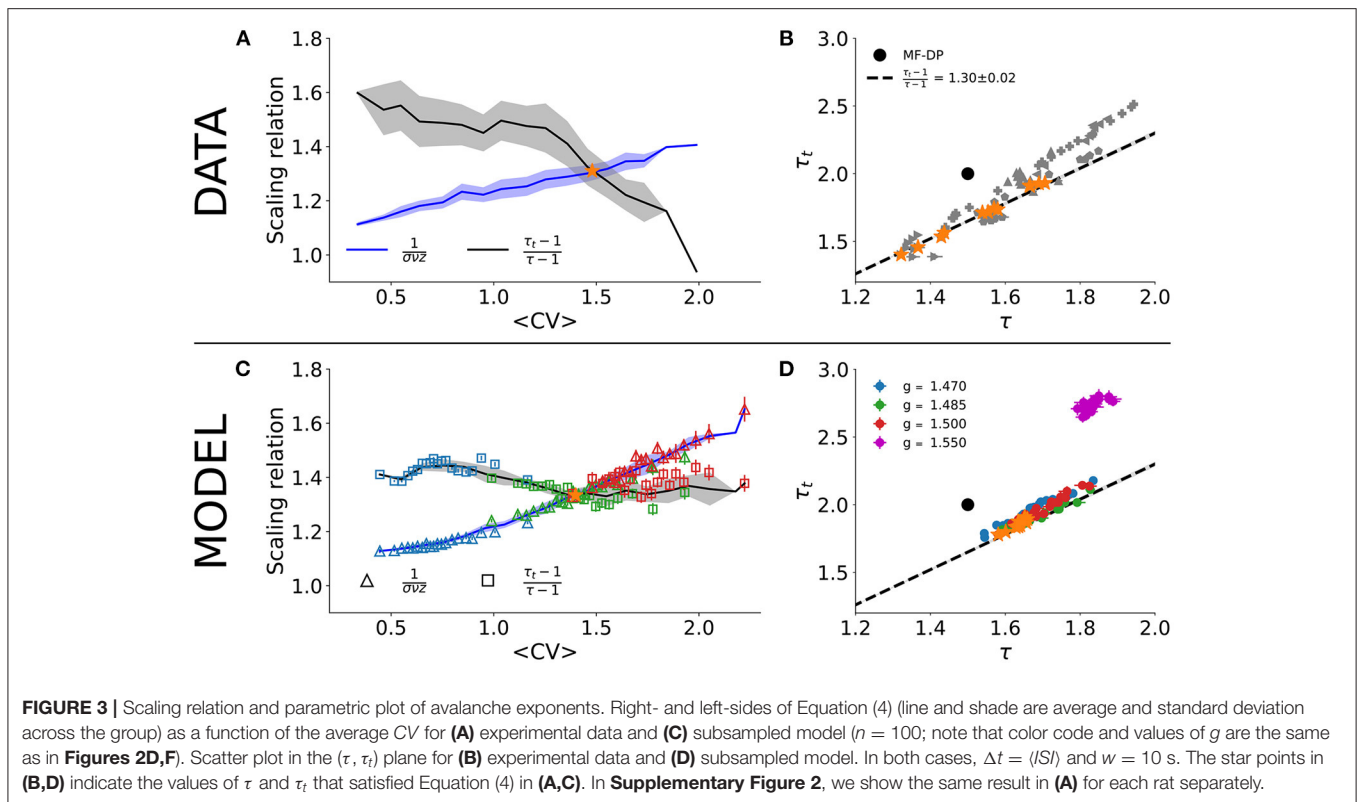 DATA
A
1.8
1.6
1.4
1.2
1.0
Scaling relation
1/σνz
τt − 1/τ − 1
0.5 1.0 1.5 2.0
<CV>
B
3.0
2.5
2.0
1.5
τt
MF-DP
τt−1/τ−1 = 1.30±0.02
1.2 1.4 1.6 1.8 2.0
τ
MODEL
C
1.8
1.6
1.4
1.2
1.0
Scaling relation
1/σνz
τt − 1/τ − 1
0.5 1.0 1.5 2.0
<CV>
D
3.0
2.5
2.0
1.5
τt
g = 1.470
g = 1.485
g = 1.500
g = 1.550
1.2 1.4 1.6 1.8 2.0
τ
FIGURE 3 | Scaling relation and parametric plot of avalanche exponents. Right- and left-sides of Equation (4) (line and shade are average and standard deviation
across the group) as a function of the average CV for (A) experimental data and (C) subsampled model (n = 100; note that color code and values of g are the same
as in Figures 2D,F). Scatter plot in the (τ, τt) plane for (B) experimental data and (D) subsampled model. In both cases, Δt = ⟨ISI⟩ and w = 10 s. The star points in
(B,D) indicate the values of τ and τt that satisfied Equation (4) in (A,C). In Supplementary Figure 2, we show the same result in (A) for each rat separately.